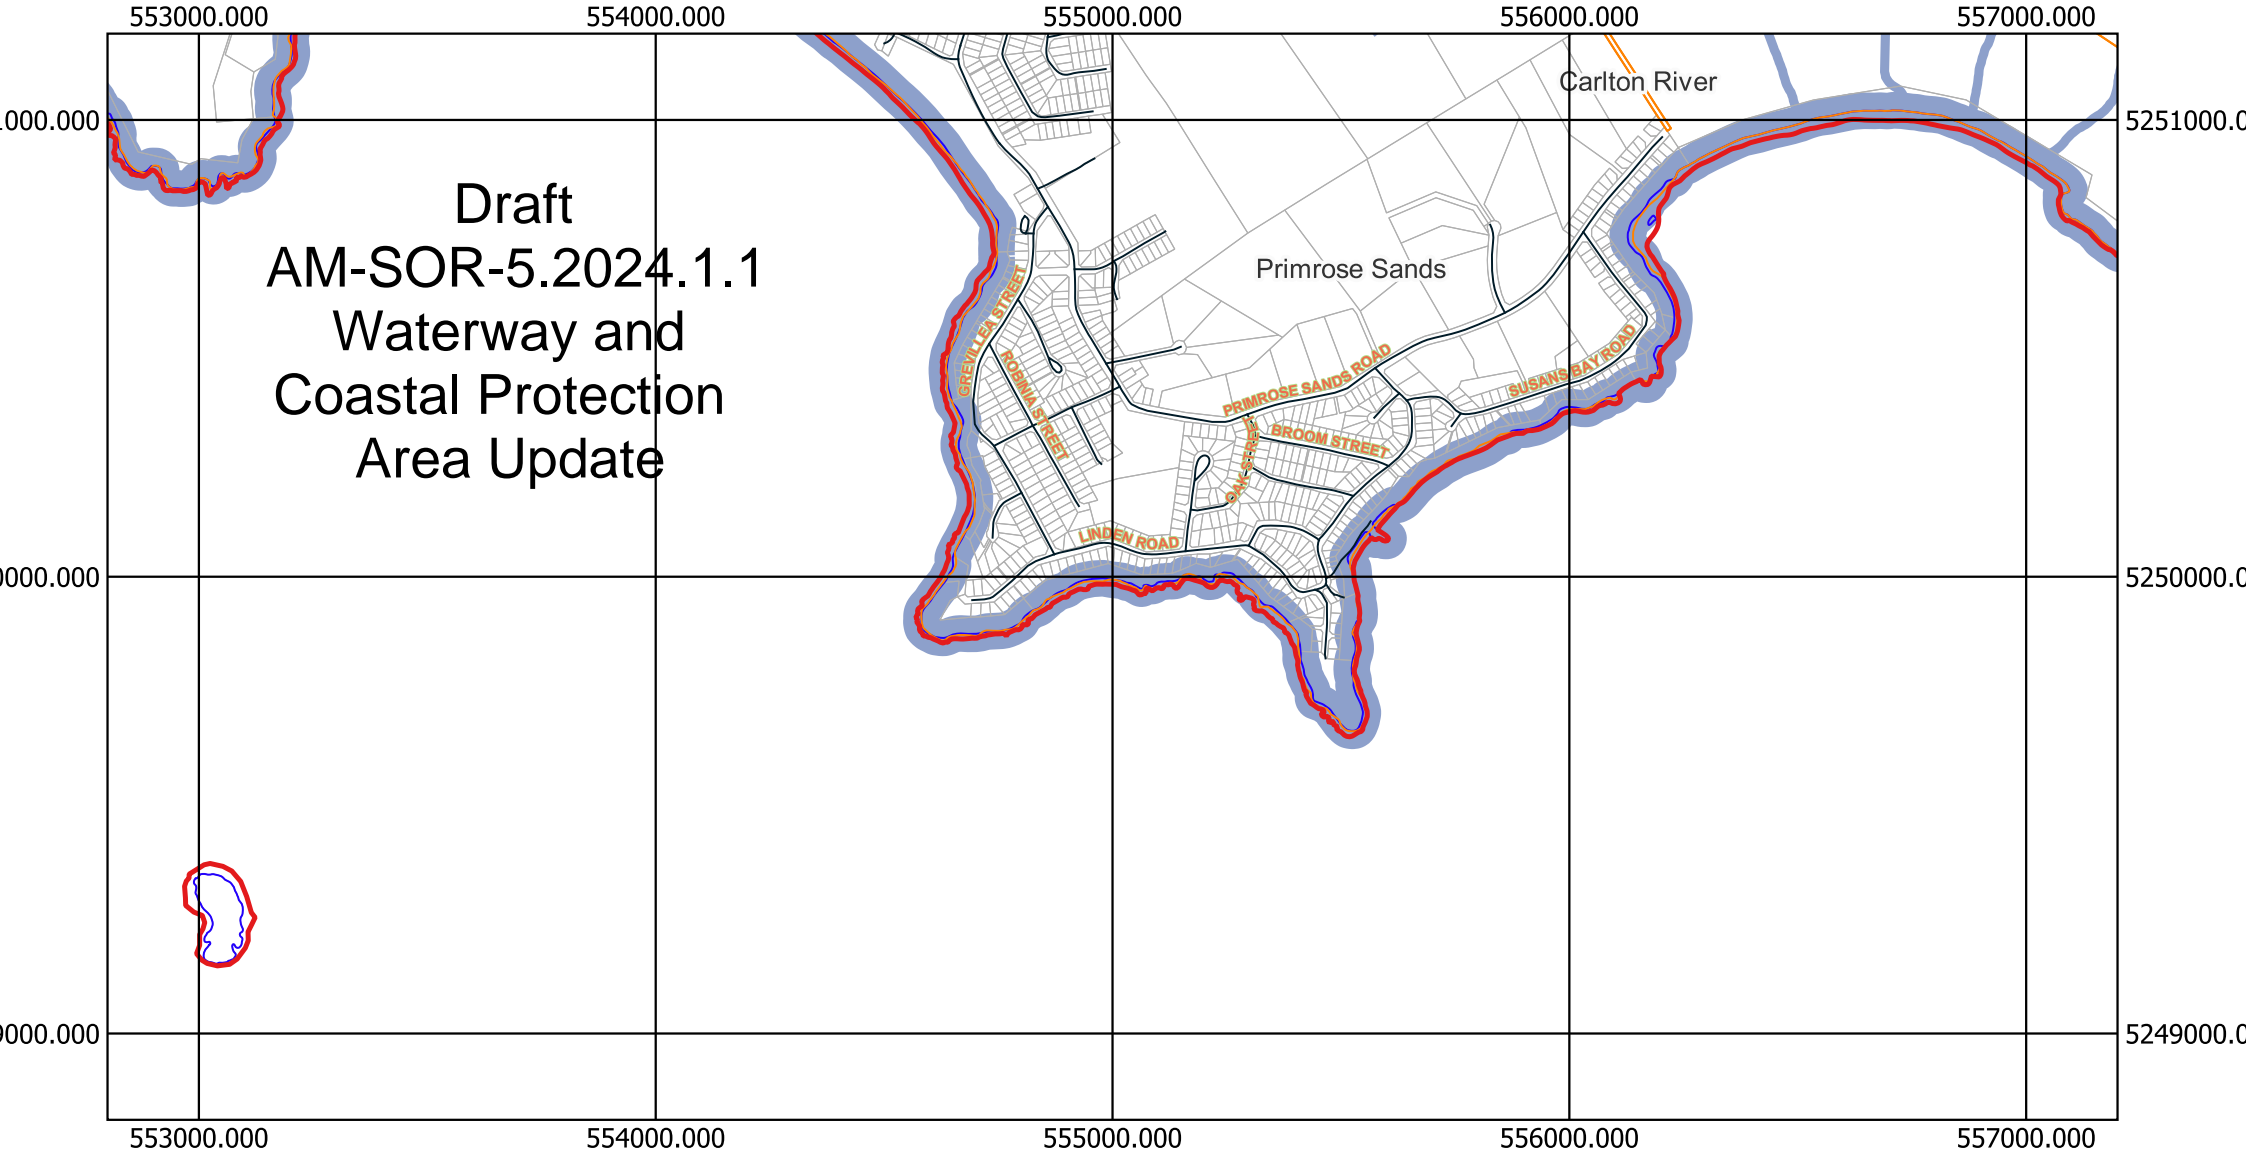 553000.000 554000.000 555000.000 556000.000 557000.000
Carlton River
000.000 5251000.0
Draft
AM-SOR-5.2024.1.1
Waterway and
Coastal Protection
Area Update
Primrose Sands
GREVILLEA STREET
ROBINIA STREET
PRIMROSE SANDS ROAD
SUSANS BAY ROAD
BROOM STREET
OAK STREET
LINDEN ROAD
000.000 5250000.0
000.000 5249000.0
553000.000 554000.000 555000.000 556000.000 557000.000